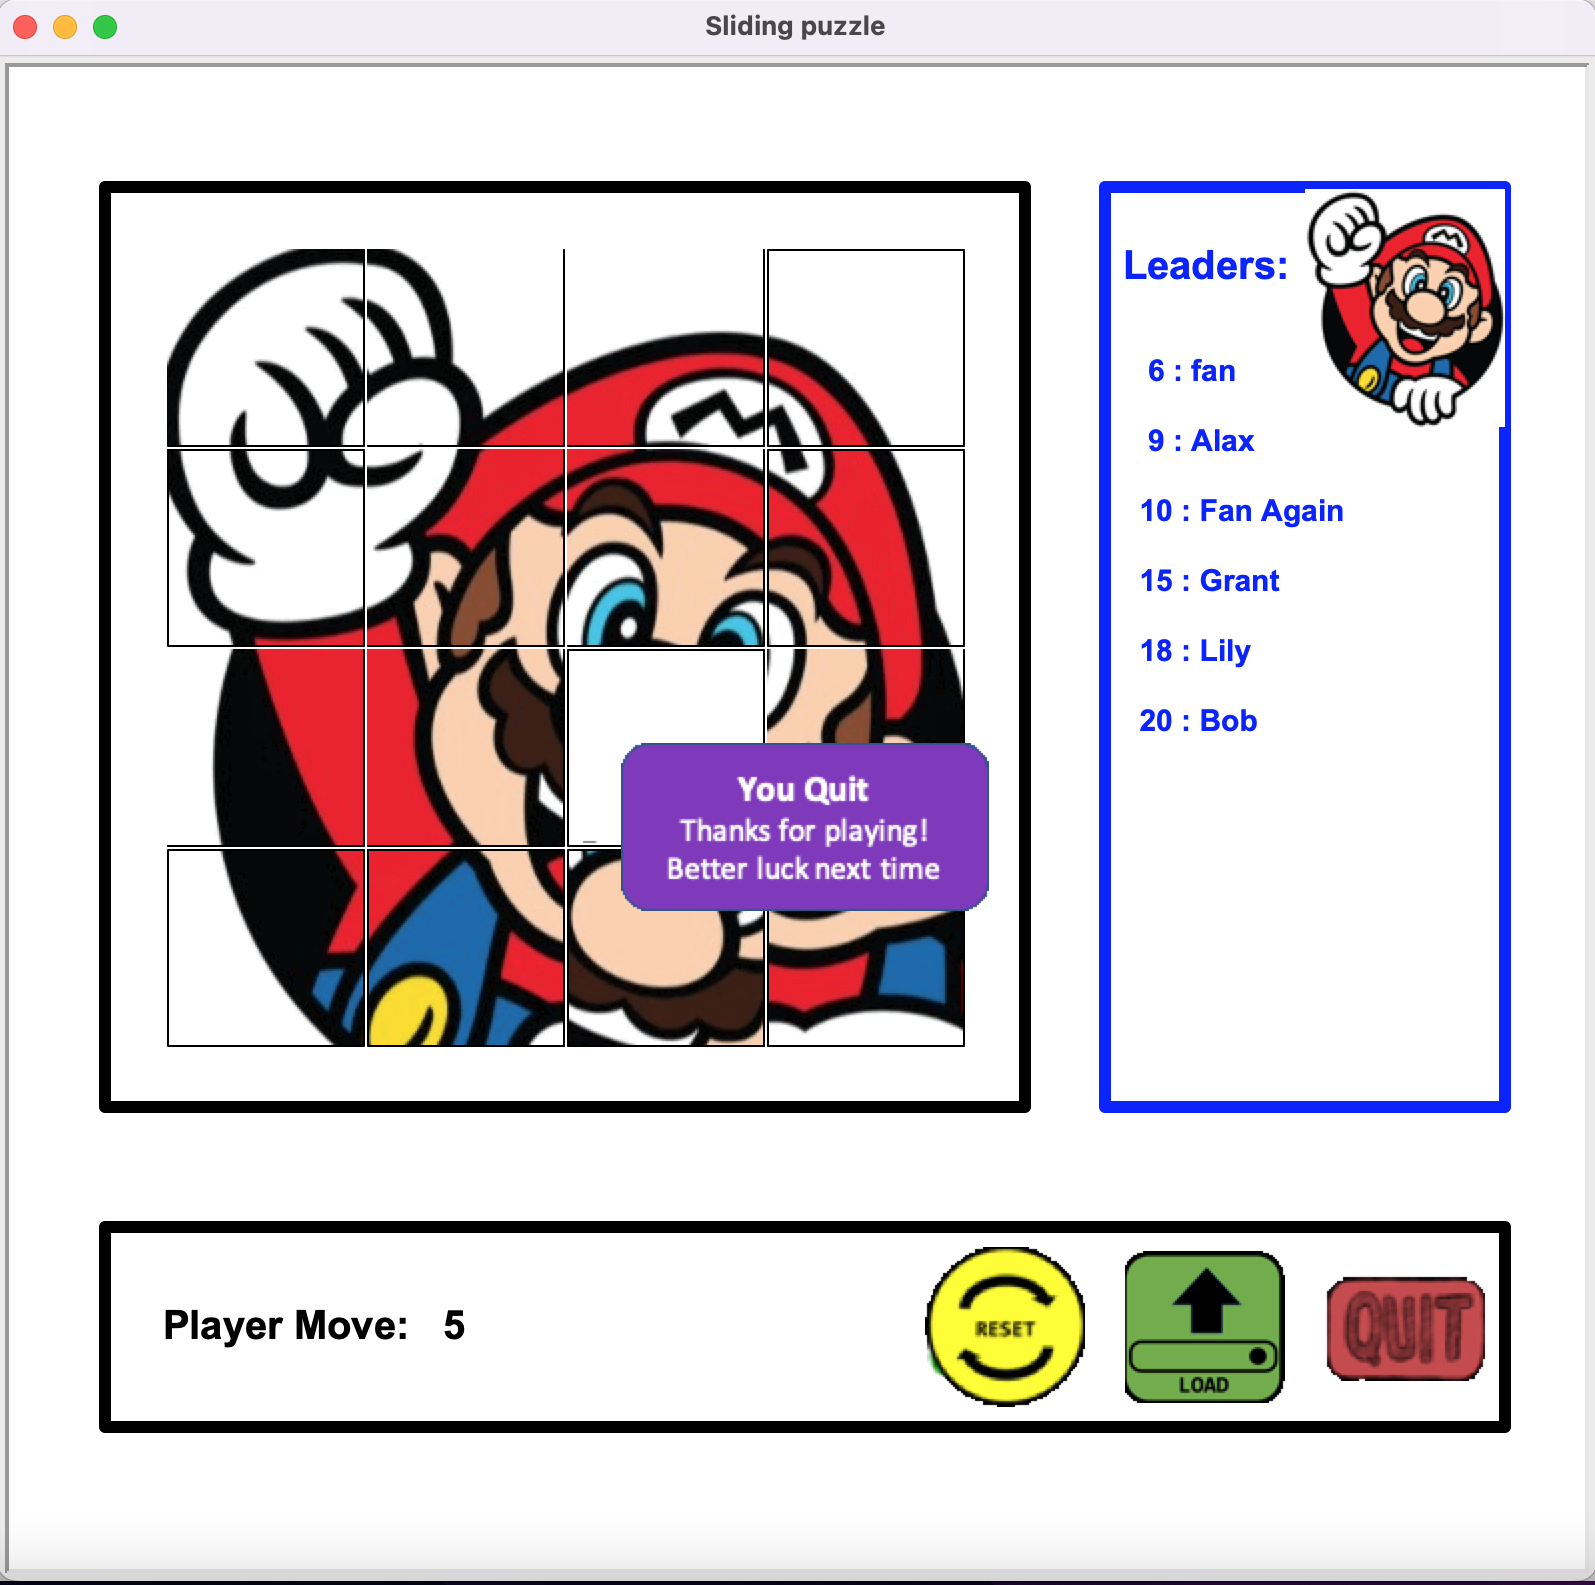 Sliding puzzle
Leaders:
6 : fan
9 : Alax
10 : Fan Again
15 : Grant
18 : Lily
20 : Bob
You Quit
Thanks for playing!
Better luck next time
Player Move: 5
RESET
LOAD
QUIT